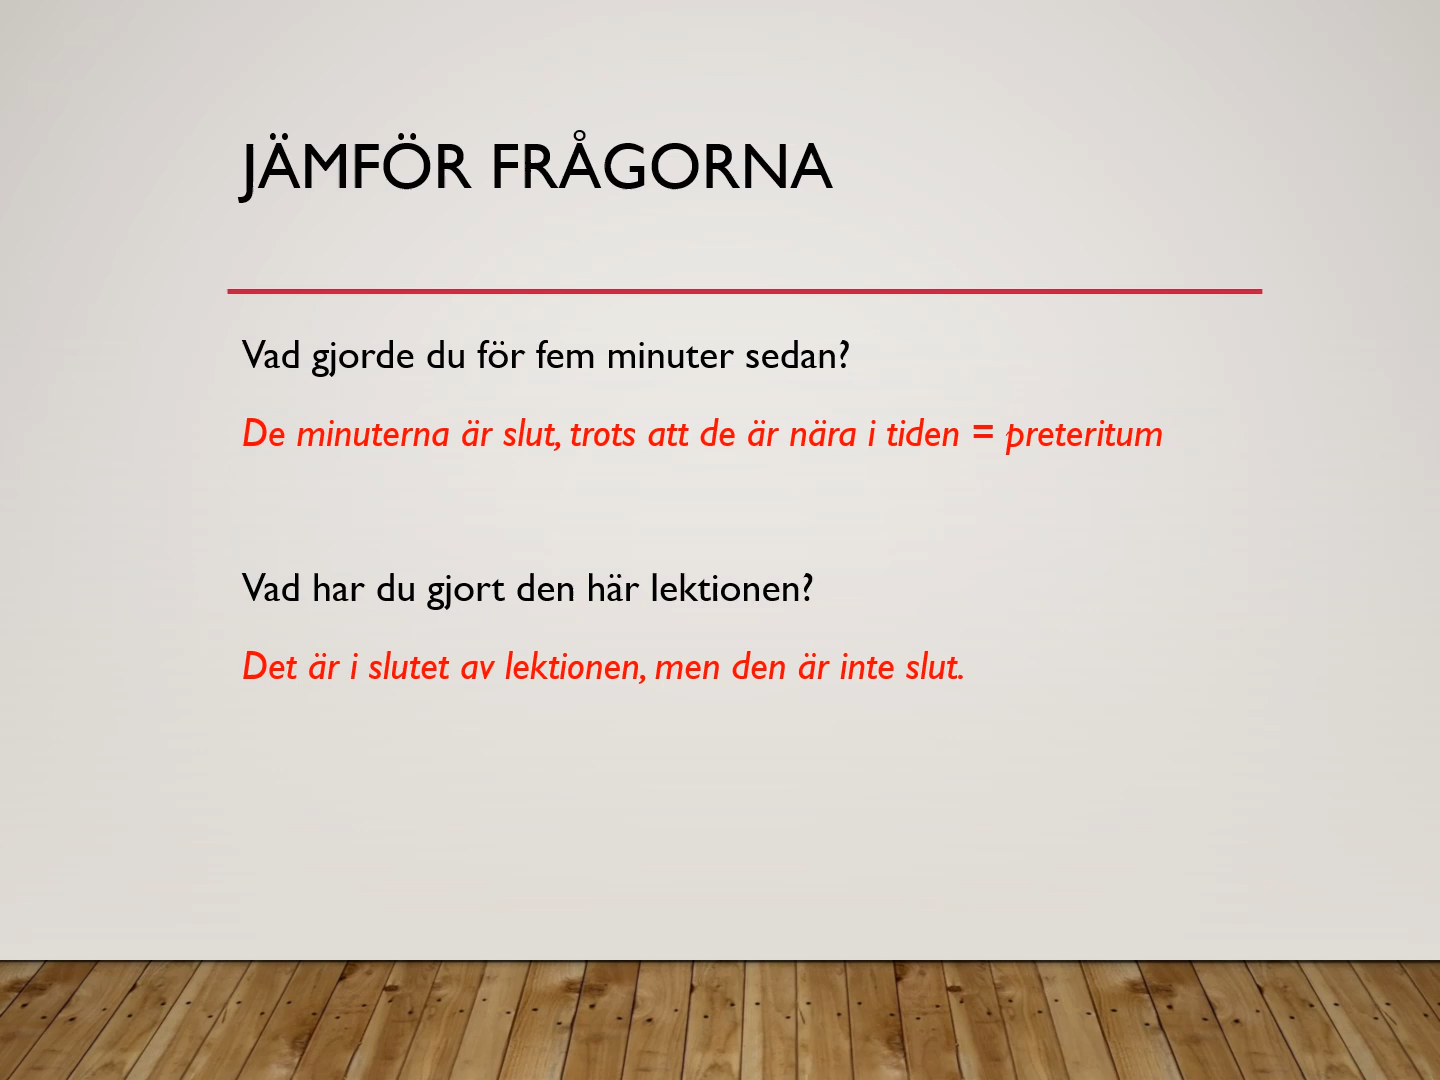 JÄMFÖR FRÅGORNA
Vad gjorde du för fem minuter sedan?
De minuterna är slut, trots att de är nära i tiden = preteritum
Vad har du gjort den här lektionen?
Det är i slutet av lektionen, men den är inte slut.